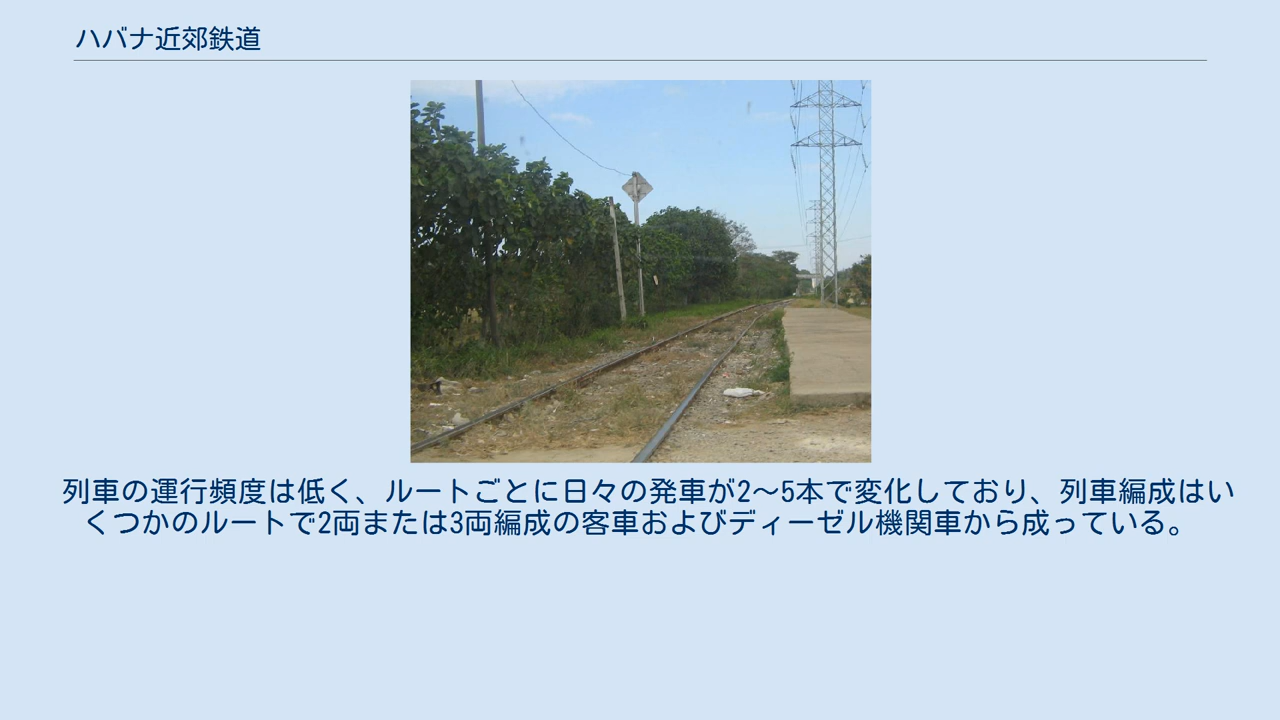 ハバナ近郊鉄道
列車の運行頻度は低く、ルートごとに日々の発車が2～5本で変化しており、列車編成はい
くつかのルートで2両または3両編成の客車およびディーゼル機関車から成っている。